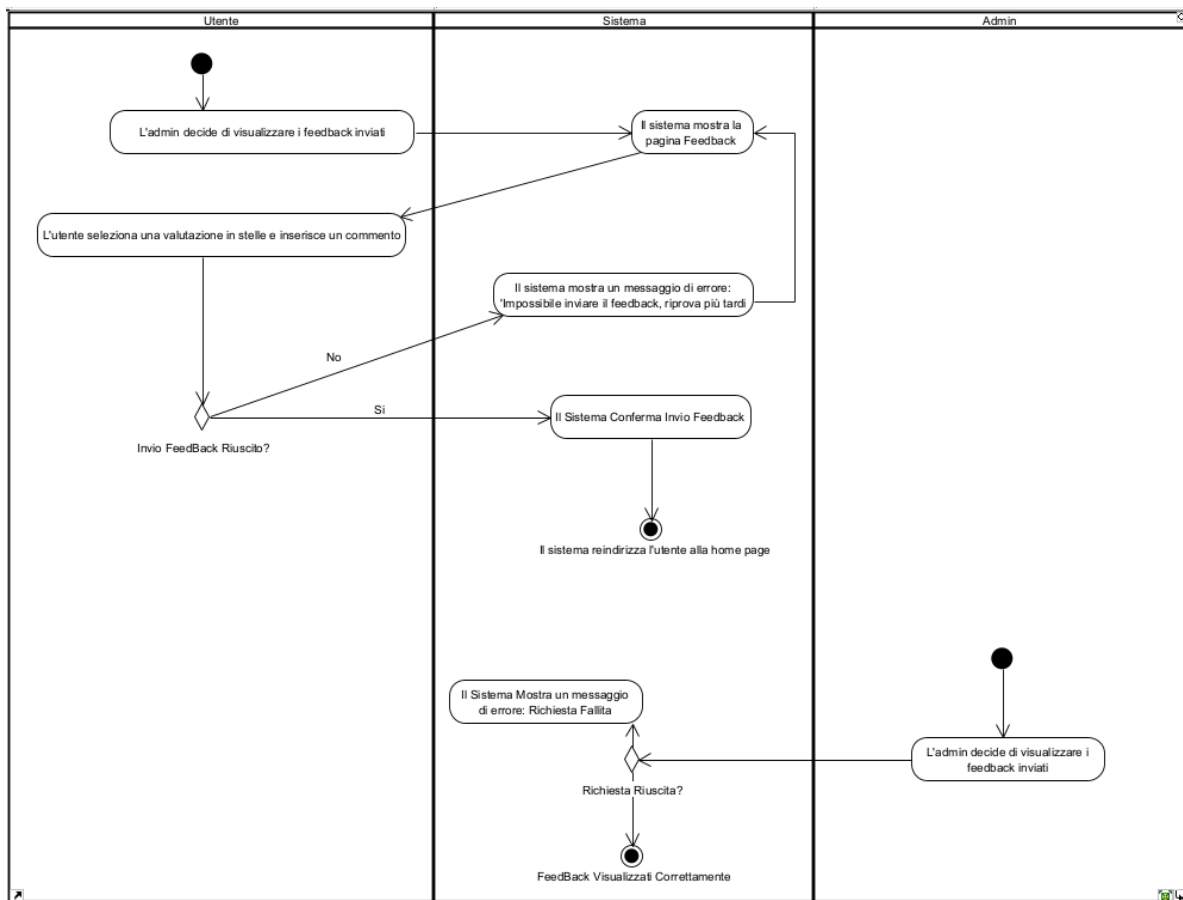 Utente
Sistema
Admin
L'admin decide di visualizzare i feedback inviati
Il sistema mostra la
pagina Feedback
L'utente seleziona una valutazione in stelle e inserisce un commento
Il sistema mostra un messaggio di errore:
'Impossibile inviare il feedback, riprova più tardi
No
Si
Il Sistema Conferma Invio Feedback
Invio FeedBack Riuscito?
Il sistema reindirizza l'utente alla home page
Il Sistema Mostra un messaggio
di errore: Richiesta Fallita
L'admin decide di visualizzare i
feedback inviati
Richiesta Riuscita?
FeedBack Visualizzati Correttamente